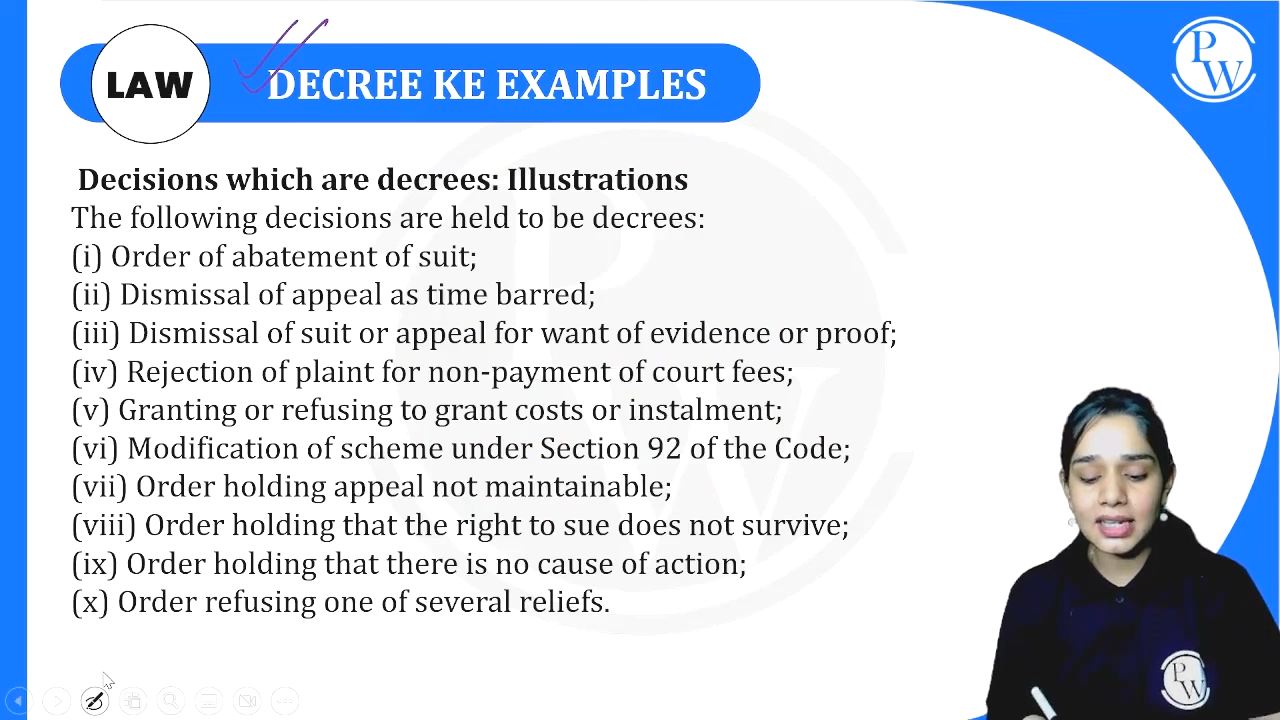 LAW
DECREE KE EXAMPLES
PW
Decisions which are decrees: Illustrations
The following decisions are held to be decrees:
(i) Order of abatement of suit;
(ii) Dismissal of appeal as time barred;
(iii) Dismissal of suit or appeal for want of evidence or proof;
(iv) Rejection of plaint for non-payment of court fees;
(v) Granting or refusing to grant costs or instalment;
(vi) Modification of scheme under Section 92 of the Code;
(vii) Order holding appeal not maintainable;
(viii) Order holding that the right to sue does not survive;
(ix) Order holding that there is no cause of action;
(x) Order refusing one of several reliefs.
PW